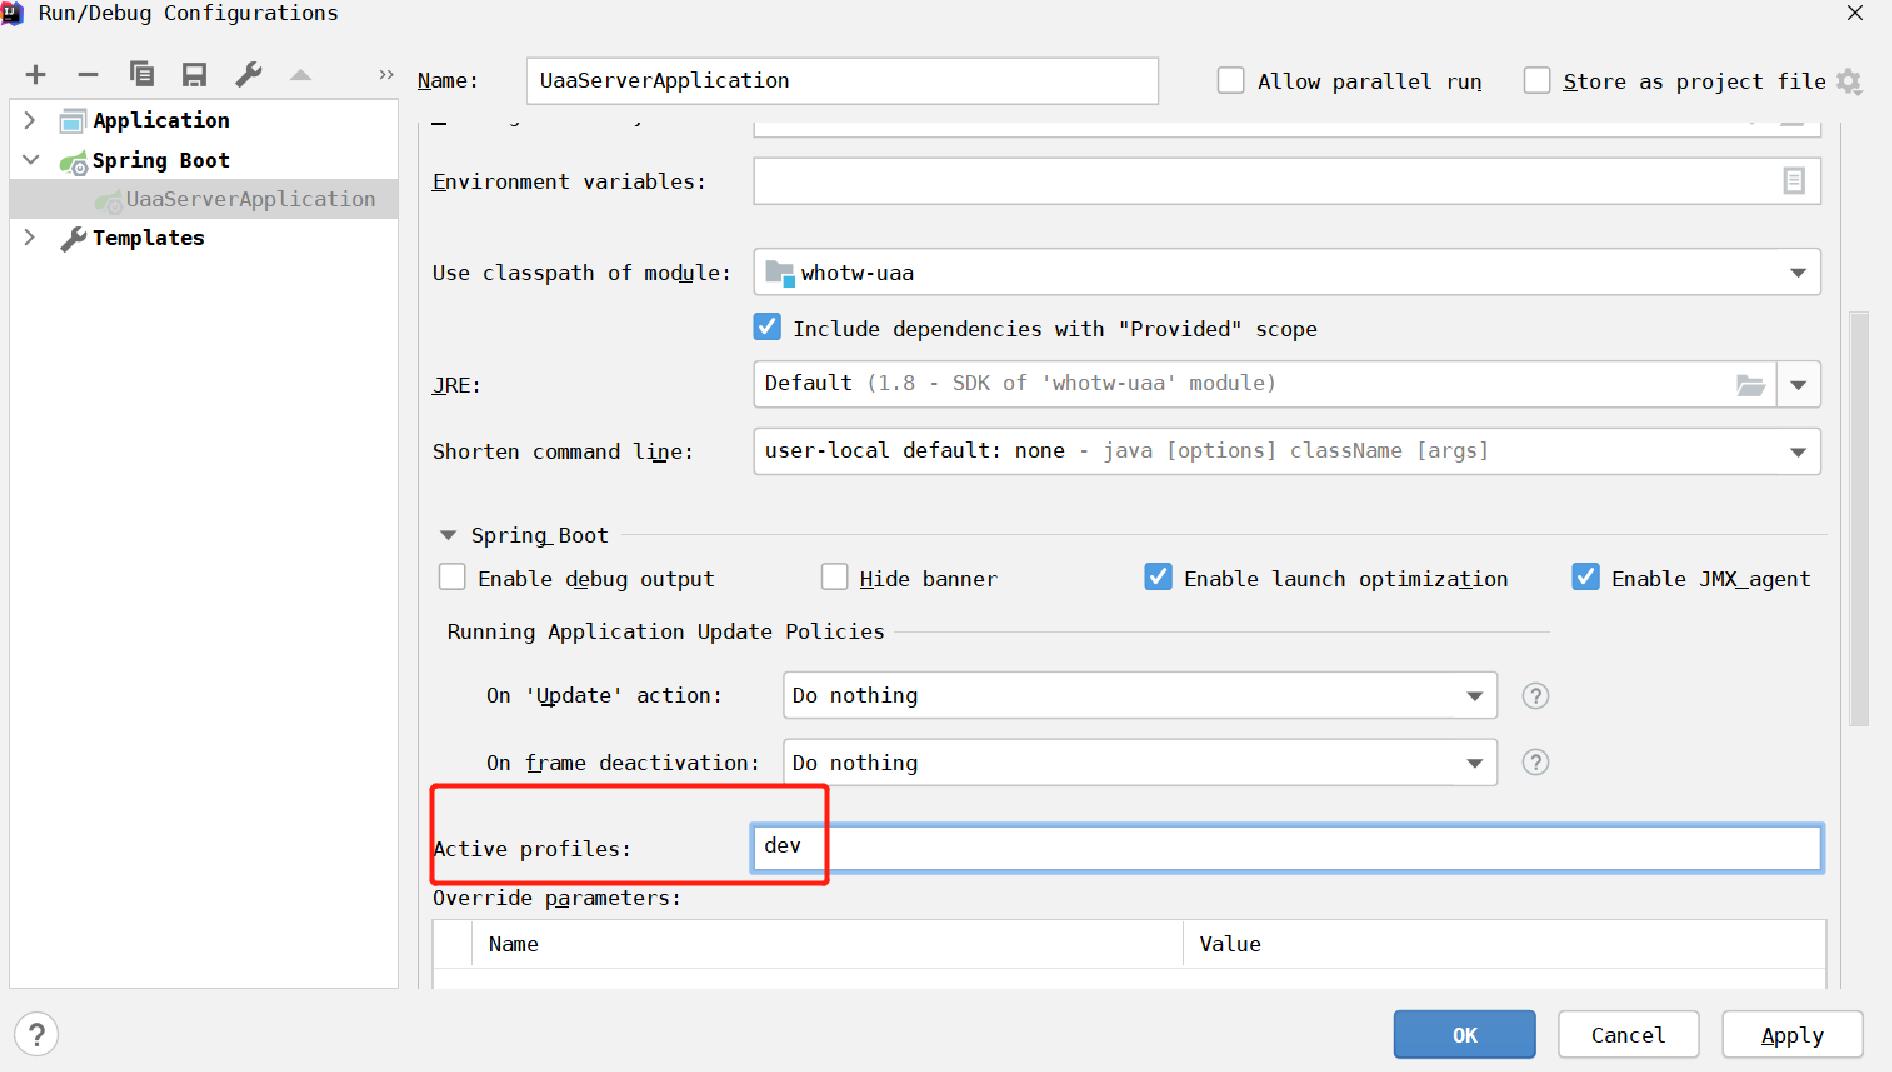 Run/Debug Configurations
Name:
UaaServerApplication
Allow parallel run
Store as project file
Application
Spring Boot
UaaServerApplication
Templates
Environment variables:
Use classpath of module:
whotw-uaa
Include dependencies with "Provided" scope
JRE:
Default (1.8 - SDK of 'whotw-uaa' module)
Shorten command line:
user-local default: none - java [options] className [args]
Spring Boot
Enable debug output
Hide banner
Enable launch optimization
Enable JMX agent
Running Application Update Policies
On 'Update' action:
Do nothing
On frame deactivation:
Do nothing
Active profiles:
dev
Override parameters:
Name
Value
OK
Cancel
Apply